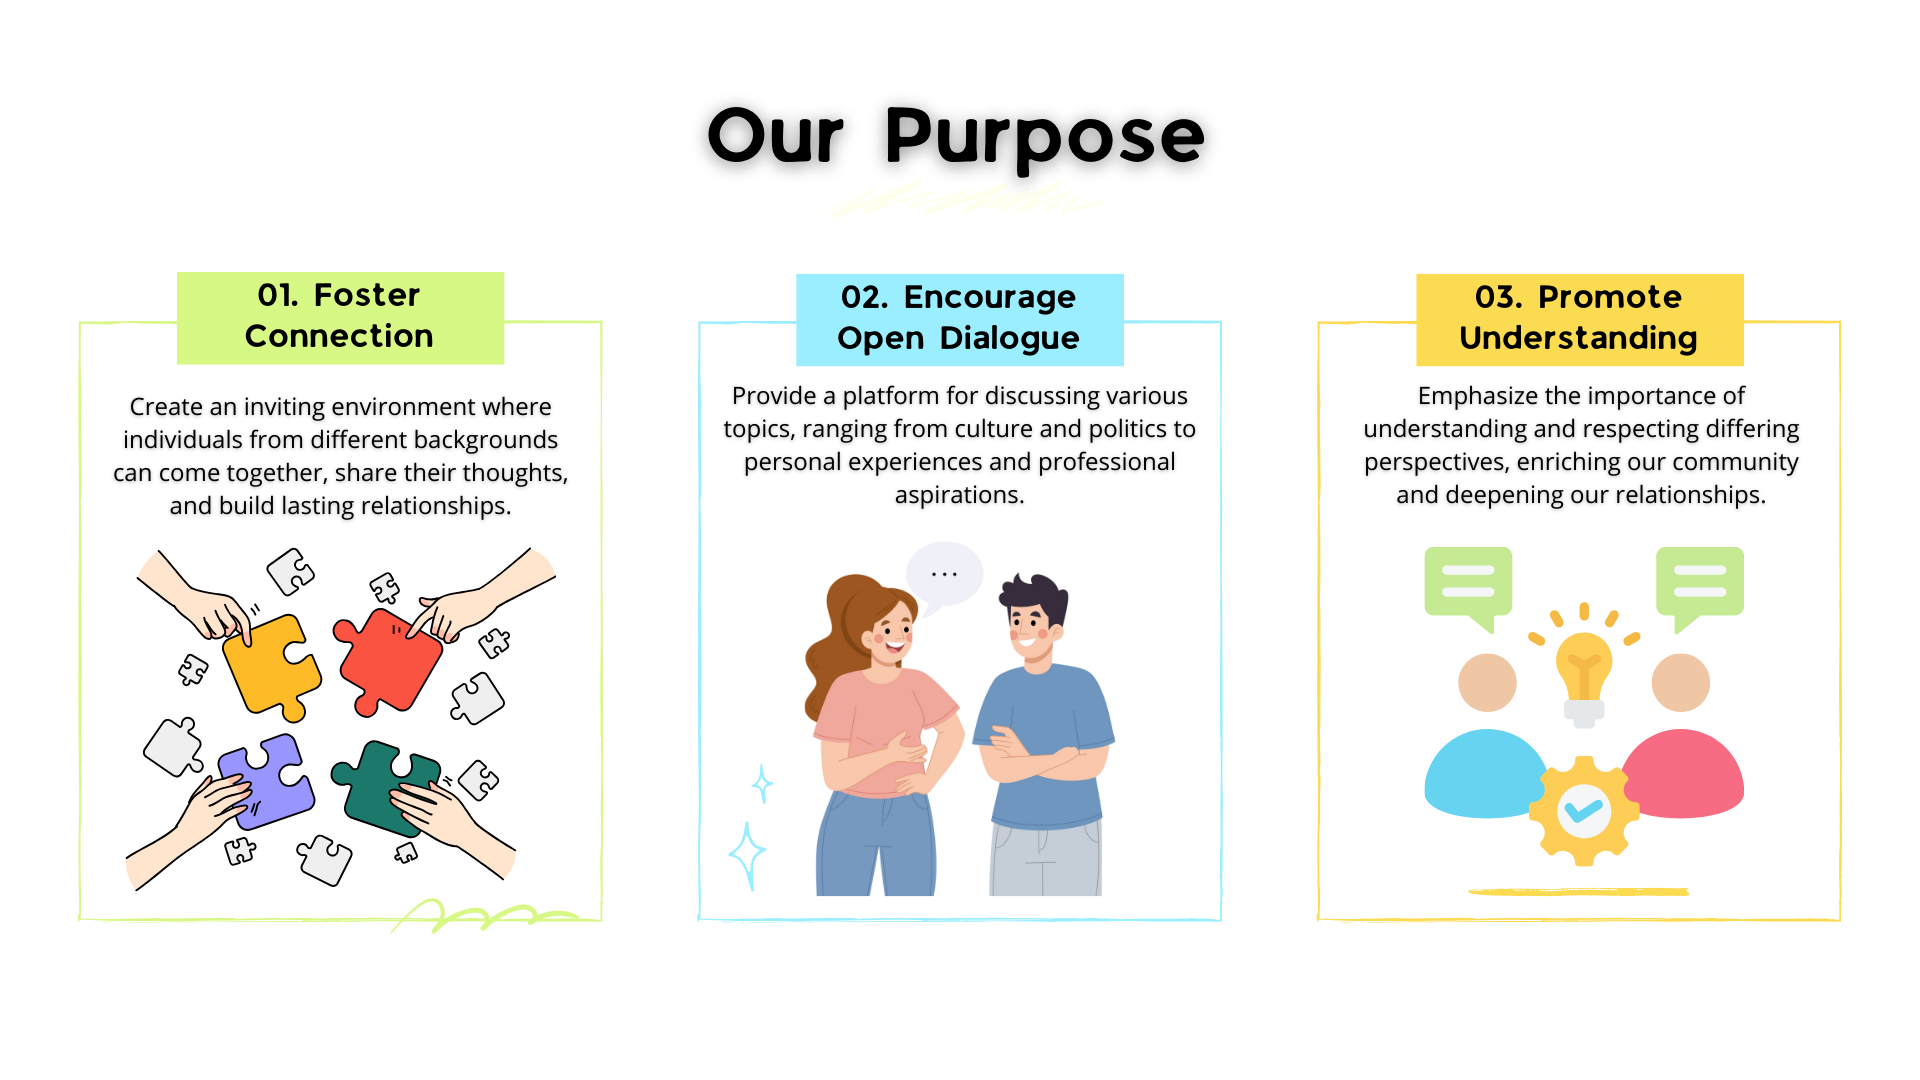 Our Purpose
01. Foster
Connection
Create an inviting environment where
individuals from different backgrounds
can come together, share their thoughts,
and build lasting relationships.
02. Encourage
Open Dialogue
Provide a platform for discussing various
topics, ranging from culture and politics to
personal experiences and professional
aspirations.
...
03. Promote
Understanding
Emphasize the importance of
understanding and respecting differing
perspectives, enriching our community
and deepening our relationships.